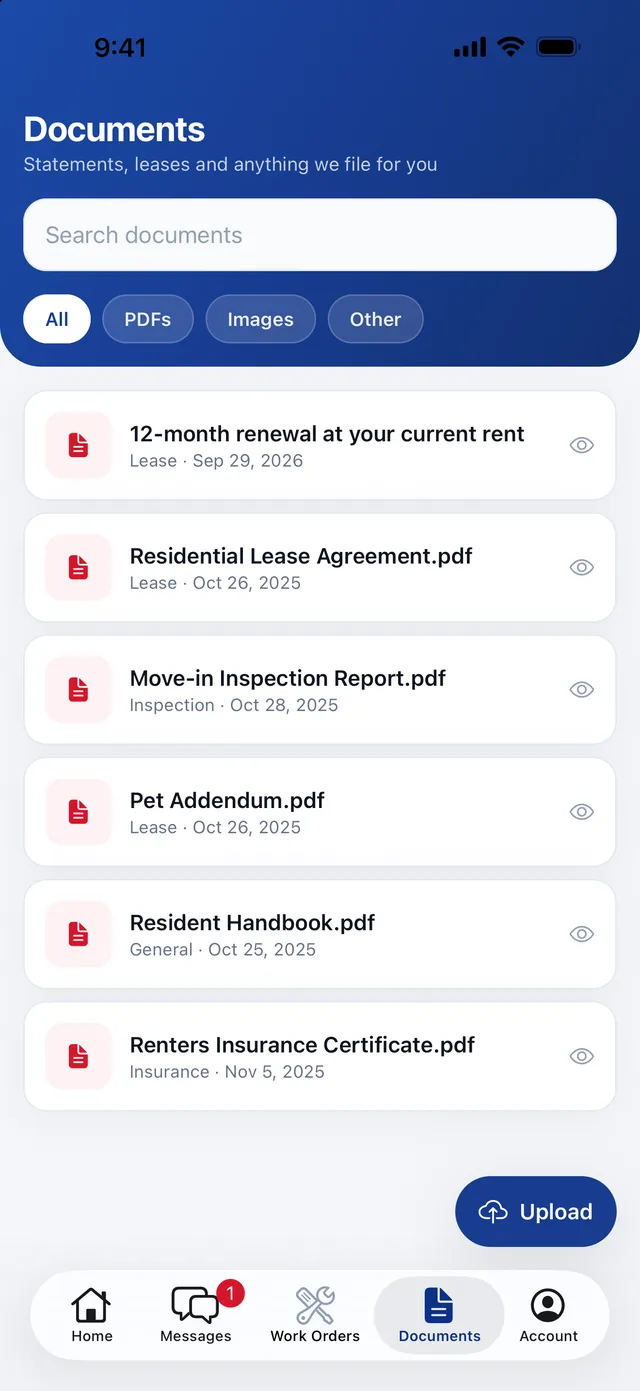 9:41
Documents
Statements, leases and anything we file for you
Search documents
All PDFs Images Other
12-month renewal at your current rent
Lease · Sep 29, 2026
Residential Lease Agreement.pdf
Lease · Oct 26, 2025
Move-in Inspection Report.pdf
Inspection · Oct 28, 2025
Pet Addendum.pdf
Lease · Oct 26, 2025
Resident Handbook.pdf
General · Oct 25, 2025
Renters Insurance Certificate.pdf
Insurance · Nov 5, 2025
Upload
1
Home Messages Work Orders Documents Account